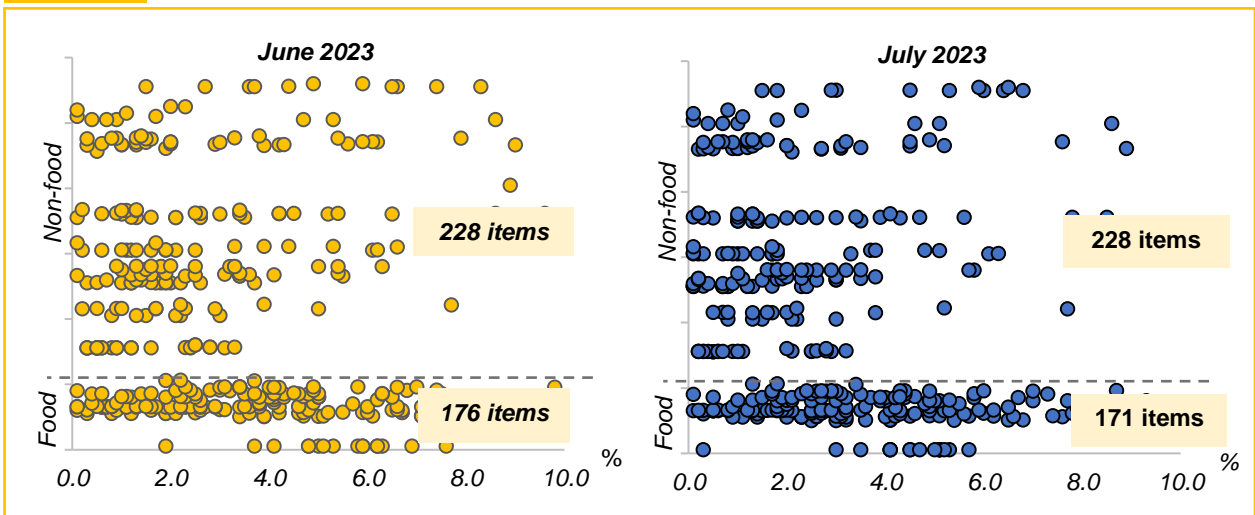 June 2023
Non-food
228 items
Food
176 items
%
0.0 2.0 4.0 6.0 8.0 10.0
July 2023
Non-food
228 items
Food
171 items
%
0.0 2.0 4.0 6.0 8.0 10.0